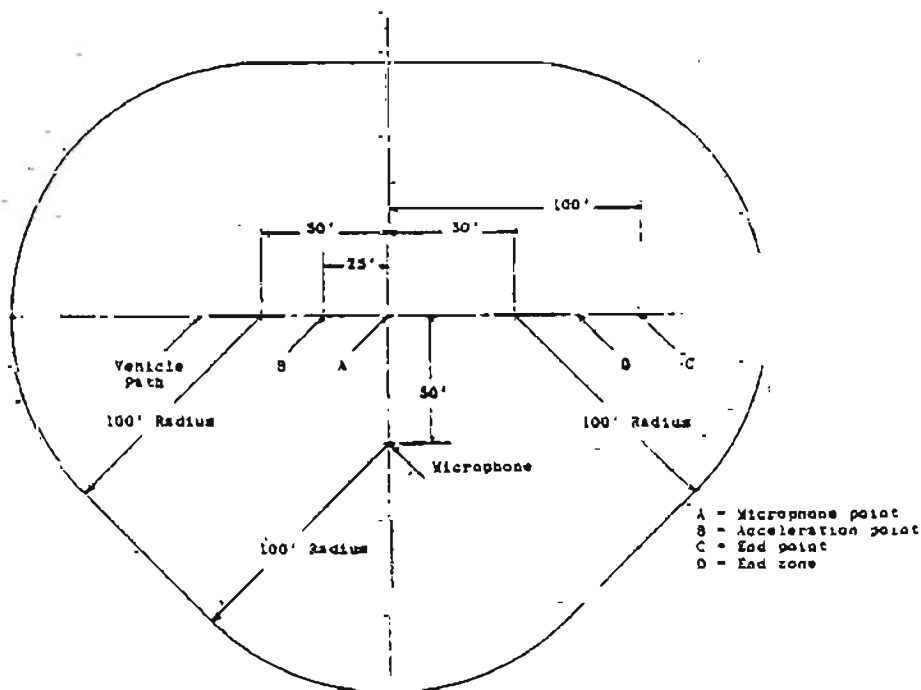 100'
50'
50'
25'
Vehicle
Path
B
A
D
C
50'
100' Radius
100' Radius
Microphone
A = Microphone point
B = Acceleration point
C = End point
D = End zone
100' Radius